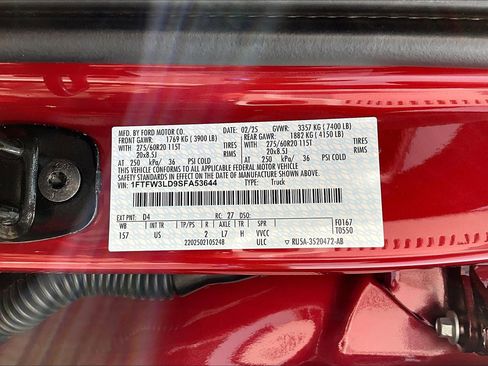 MFD. BY FORD MOTOR CO. 02/25 GVWR: 3357 KG ( 7400 LB)
FRONT GAWR: 1769 KG ( 3900 LB) REAR GAWR: 1882 KG ( 4150 LB)
WITH 275/60R20 115T TIRES WITH 275/60R20 115T TIRES
20x8.5J RIMS 20x8.5J RIMS
AT 250 kPa/ 36 PSI COLD AT 250 kPa/ 36 PSI COLD
THIS VEHICLE CONFORMS TO ALL APPLICABLE FEDERAL MOTOR VEHICLE
SAFETY STANDARDS IN EFFECT ON THE DATE OF MANUFACTURE SHOWN ABOVE.
VIN: 1FTFW3LD9SFA53644 TYPE: Truck
EXT PNT: D4 RC: 27 DSO: F0167
WB INT TR TP/PS R AXLE TR SPR T0550
157 US 2 L7 H VVCC
2202502105248 ULC RU5A-3520472-AB